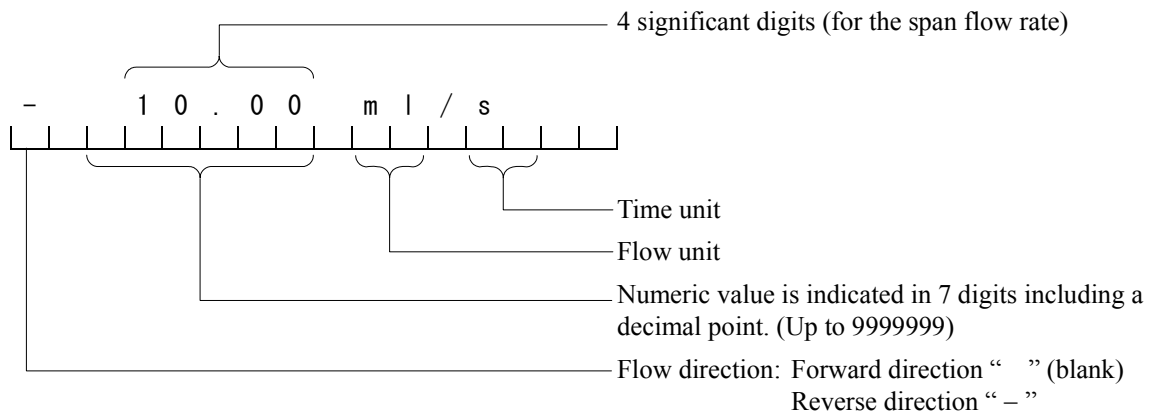 4 significant digits (for the span flow rate)
– 10.00 ml/s
Time unit
Flow unit
Numeric value is indicated in 7 digits including a
decimal point. (Up to 9999999)
Flow direction: Forward direction “ ” (blank)
Reverse direction “ – ”